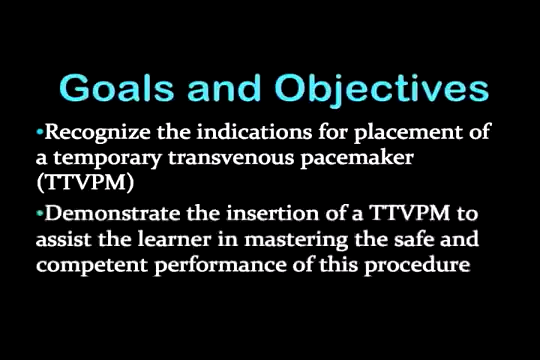 Goals and Objectives
•Recognize the indications for placement of
a temporary transvenous pacemaker
(TTVPM)
•Demonstrate the insertion of a TTVPM to
assist the learner in mastering the safe and
competent performance of this procedure